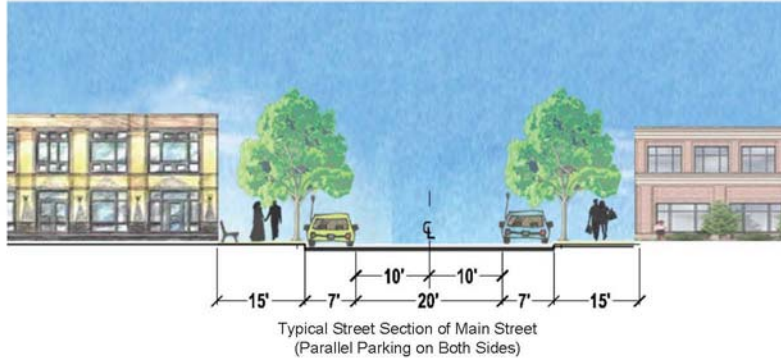 ℄
10' 10'
15' 7' 20' 7' 15'
Typical Street Section of Main Street
(Parallel Parking on Both Sides)